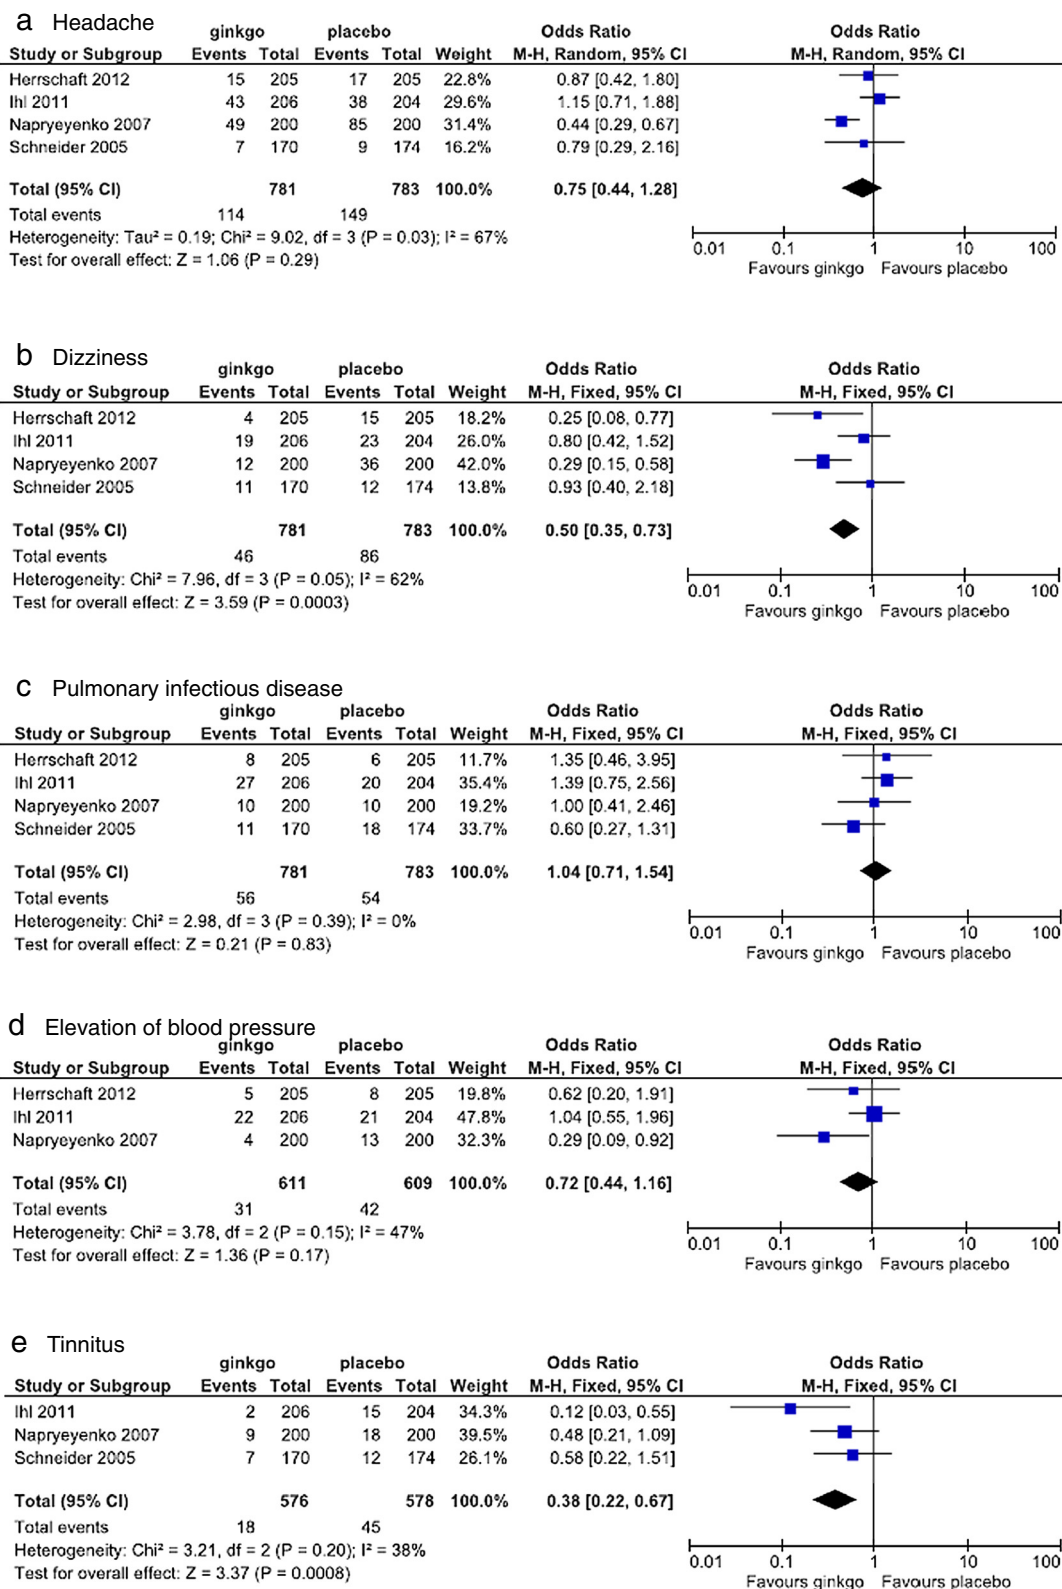 a Headache
ginkgo placebo Odds Ratio Odds Ratio
Study or Subgroup Events Total Events Total Weight M-H, Random, 95% CI M-H, Random, 95% CI
Herrschaft 2012 15 205 17 205 22.8% 0.87 [0.42, 1.80]
Ihl 2011 43 206 38 204 29.6% 1.15 [0.71, 1.88]
Napryeyenko 2007 49 200 85 200 31.4% 0.44 [0.29, 0.67]
Schneider 2005 7 170 9 174 16.2% 0.79 [0.29, 2.16]
Total (95% CI) 781 783 100.0% 0.75 [0.44, 1.28]
Total events 114 149
Heterogeneity: Tau² = 0.19; Chi² = 9.02, df = 3 (P = 0.03); I² = 67%
Test for overall effect: Z = 1.06 (P = 0.29)
0.01 0.1 1 10 100
Favours ginkgo Favours placebo
b Dizziness
ginkgo placebo Odds Ratio Odds Ratio
Study or Subgroup Events Total Events Total Weight M-H, Fixed, 95% CI M-H, Fixed, 95% CI
Herrschaft 2012 4 205 15 205 18.2% 0.25 [0.08, 0.77]
Ihl 2011 19 206 23 204 26.0% 0.80 [0.42, 1.52]
Napryeyenko 2007 12 200 36 200 42.0% 0.29 [0.15, 0.58]
Schneider 2005 11 170 12 174 13.8% 0.93 [0.40, 2.18]
Total (95% CI) 781 783 100.0% 0.50 [0.35, 0.73]
Total events 46 86
Heterogeneity: Chi² = 7.96, df = 3 (P = 0.05); I² = 62%
Test for overall effect: Z = 3.59 (P = 0.0003)
0.01 0.1 1 10 100
Favours ginkgo Favours placebo
c Pulmonary infectious disease
ginkgo placebo Odds Ratio Odds Ratio
Study or Subgroup Events Total Events Total Weight M-H, Fixed, 95% CI M-H, Fixed, 95% CI
Herrschaft 2012 8 205 6 205 11.7% 1.35 [0.46, 3.95]
Ihl 2011 27 206 20 204 35.4% 1.39 [0.75, 2.56]
Napryeyenko 2007 10 200 10 200 19.2% 1.00 [0.41, 2.46]
Schneider 2005 11 170 18 174 33.7% 0.60 [0.27, 1.31]
Total (95% CI) 781 783 100.0% 1.04 [0.71, 1.54]
Total events 56 54
Heterogeneity: Chi² = 2.98, df = 3 (P = 0.39); I² = 0%
Test for overall effect: Z = 0.21 (P = 0.83)
0.01 0.1 1 10 100
Favours ginkgo Favours placebo
d Elevation of blood pressure
ginkgo placebo Odds Ratio Odds Ratio
Study or Subgroup Events Total Events Total Weight M-H, Fixed, 95% CI M-H, Fixed, 95% CI
Herrschaft 2012 5 205 8 205 19.8% 0.62 [0.20, 1.91]
Ihl 2011 22 206 21 204 47.8% 1.04 [0.55, 1.96]
Napryeyenko 2007 4 200 13 200 32.3% 0.29 [0.09, 0.92]
Total (95% CI) 611 609 100.0% 0.72 [0.44, 1.16]
Total events 31 42
Heterogeneity: Chi² = 3.78, df = 2 (P = 0.15); I² = 47%
Test for overall effect: Z = 1.36 (P = 0.17)
0.01 0.1 1 10 100
Favours ginkgo Favours placebo
e Tinnitus
ginkgo placebo Odds Ratio Odds Ratio
Study or Subgroup Events Total Events Total Weight M-H, Fixed, 95% CI M-H, Fixed, 95% CI
Ihl 2011 2 206 15 204 34.3% 0.12 [0.03, 0.55]
Napryeyenko 2007 9 200 18 200 39.5% 0.48 [0.21, 1.09]
Schneider 2005 7 170 12 174 26.1% 0.58 [0.22, 1.51]
Total (95% CI) 576 578 100.0% 0.38 [0.22, 0.67]
Total events 18 45
Heterogeneity: Chi² = 3.21, df = 2 (P = 0.20); I² = 38%
Test for overall effect: Z = 3.37 (P = 0.0008)
0.01 0.1 1 10 100
Favours ginkgo Favours placebo